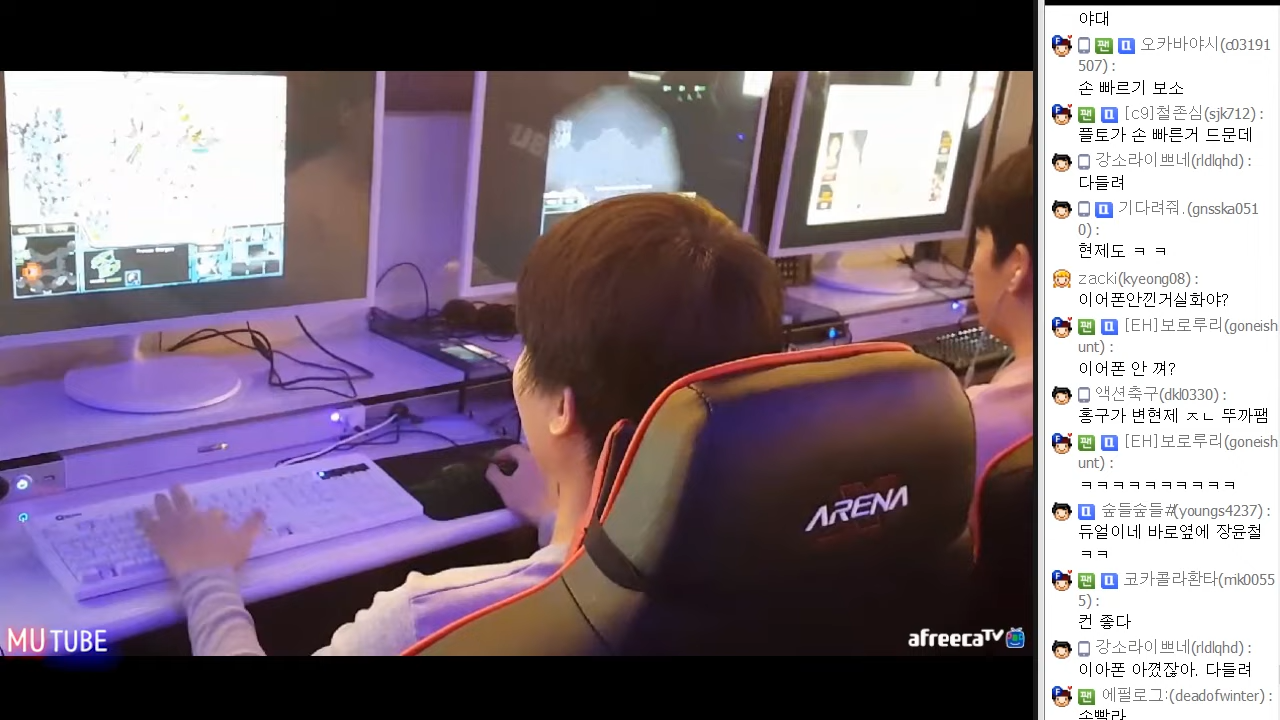 야대
오카바야시(c03191
507) :
손 빠르기 보소
[c9]철존심(sjk712) :
플토가 손 빠른거 드문데
강소라이쁘네(rldlqhd) :
다들려
기다려줘.(gnsska051
0) :
현제도 ㅋ ㅋ
zacki(kyeong08) :
이어폰안낀거실화야?
[EH]보로루리(goneish
unt) :
이어폰 안 껴?
액션축구(dkl0330) :
홍구가 변현제 ㅈㄴ 뚜까팸
[EH]보로루리(goneish
unt) :
ㅋㅋㅋㅋㅋㅋㅋㅋㅋㅋ
숲들숲들#(youngs4237) :
듀얼이네 바로옆에 장윤철
ㅋㅋ
코카콜라환타(mk0055
5) :
컨 좋다
강소라이쁘네(rldlqhd) :
이아폰 아꼈잖아. 다들려
에필로그:(deadofwinter) :
소빨라
ARENA
MUTUBE
afreecaTV